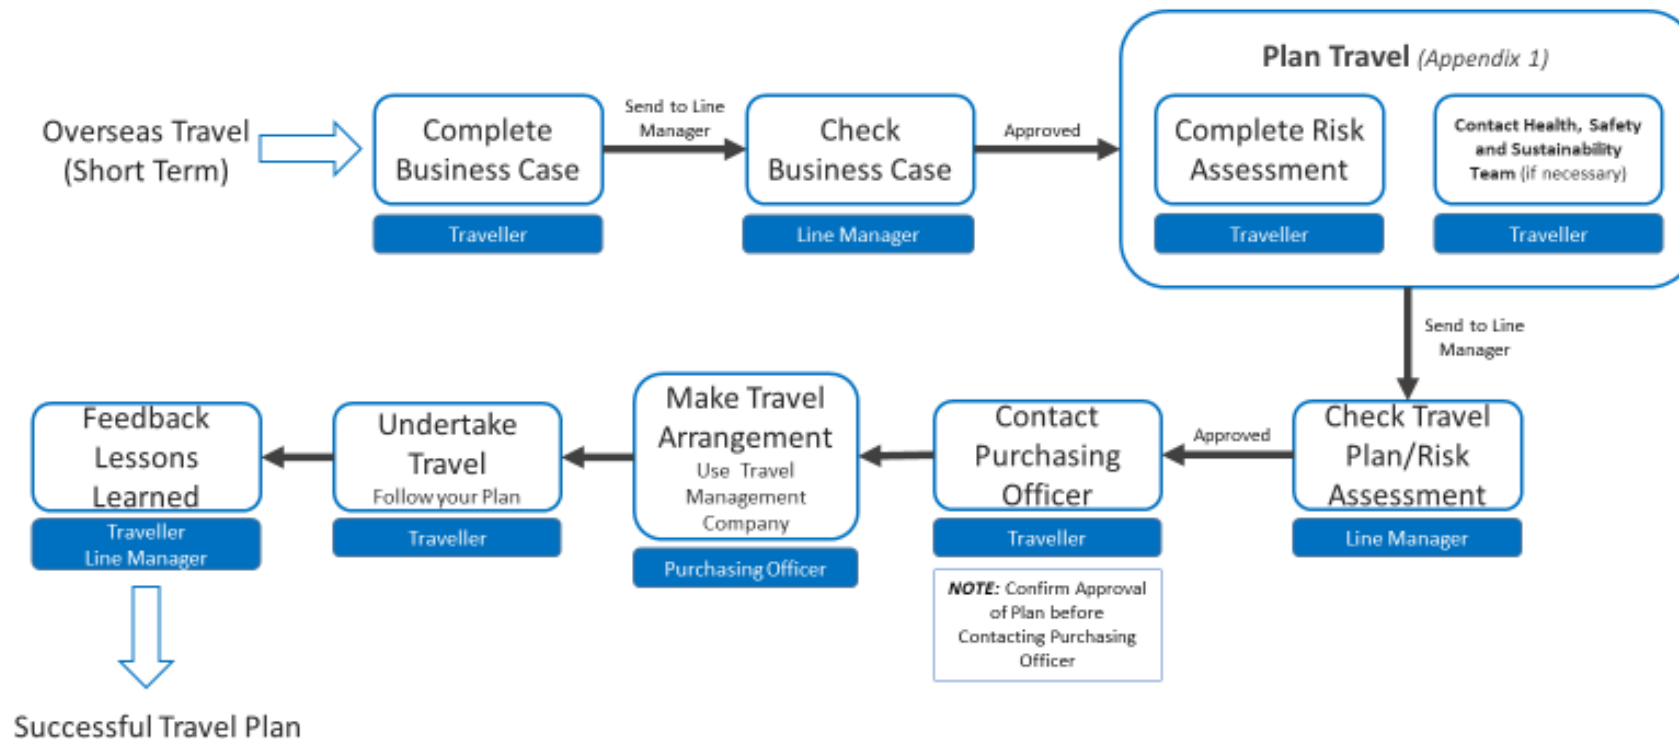 Overseas Travel
(Short Term)
Complete
Business Case
Traveller
Send to Line
Manager
Check
Business Case
Line Manager
Approved
Plan Travel (Appendix 1)
Complete Risk
Assessment
Traveller
Contact Health, Safety
and Sustainability
Team (if necessary)
Traveller
Send to Line
Manager
Check Travel
Plan/Risk
Assessment
Line Manager
Approved
Contact
Purchasing
Officer
Traveller
NOTE: Confirm Approval
of Plan before
Contacting Purchasing
Officer
Make Travel
Arrangement
Use Travel
Management
Company
Purchasing Officer
Undertake
Travel
Follow your Plan
Traveller
Feedback
Lessons
Learned
Traveller
Line Manager
Successful Travel Plan